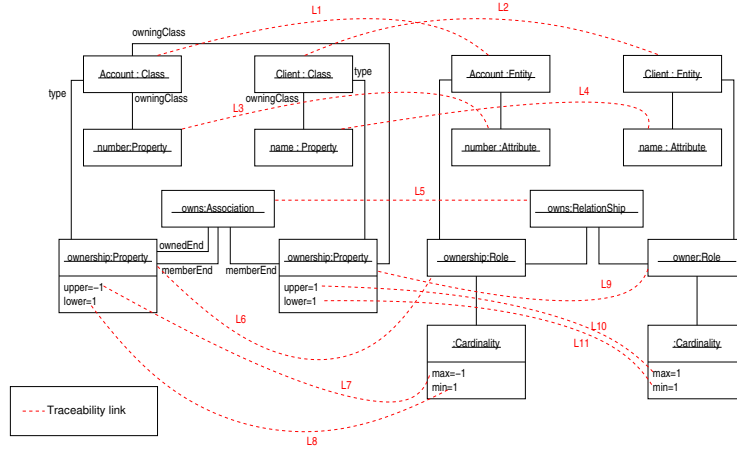 L1
L2
owningClass
Account : Class
Client : Class
type
Account :Entity
Client : Entity
type
owningClass
owningClass
L3
L4
number:Property
name : Property
number :Attribute
name : Attribute
L5
owns:Association
owns:RelationShip
ownedEnd
ownership:Property
memberEnd
memberEnd
ownership:Property
ownership:Role
owner:Role
upper=-1
lower=1
upper=1
lower=1
L9
L6
L10
L11
:Cardinality
:Cardinality
max=-1
min=1
max=1
min=1
L7
Traceability link
L8